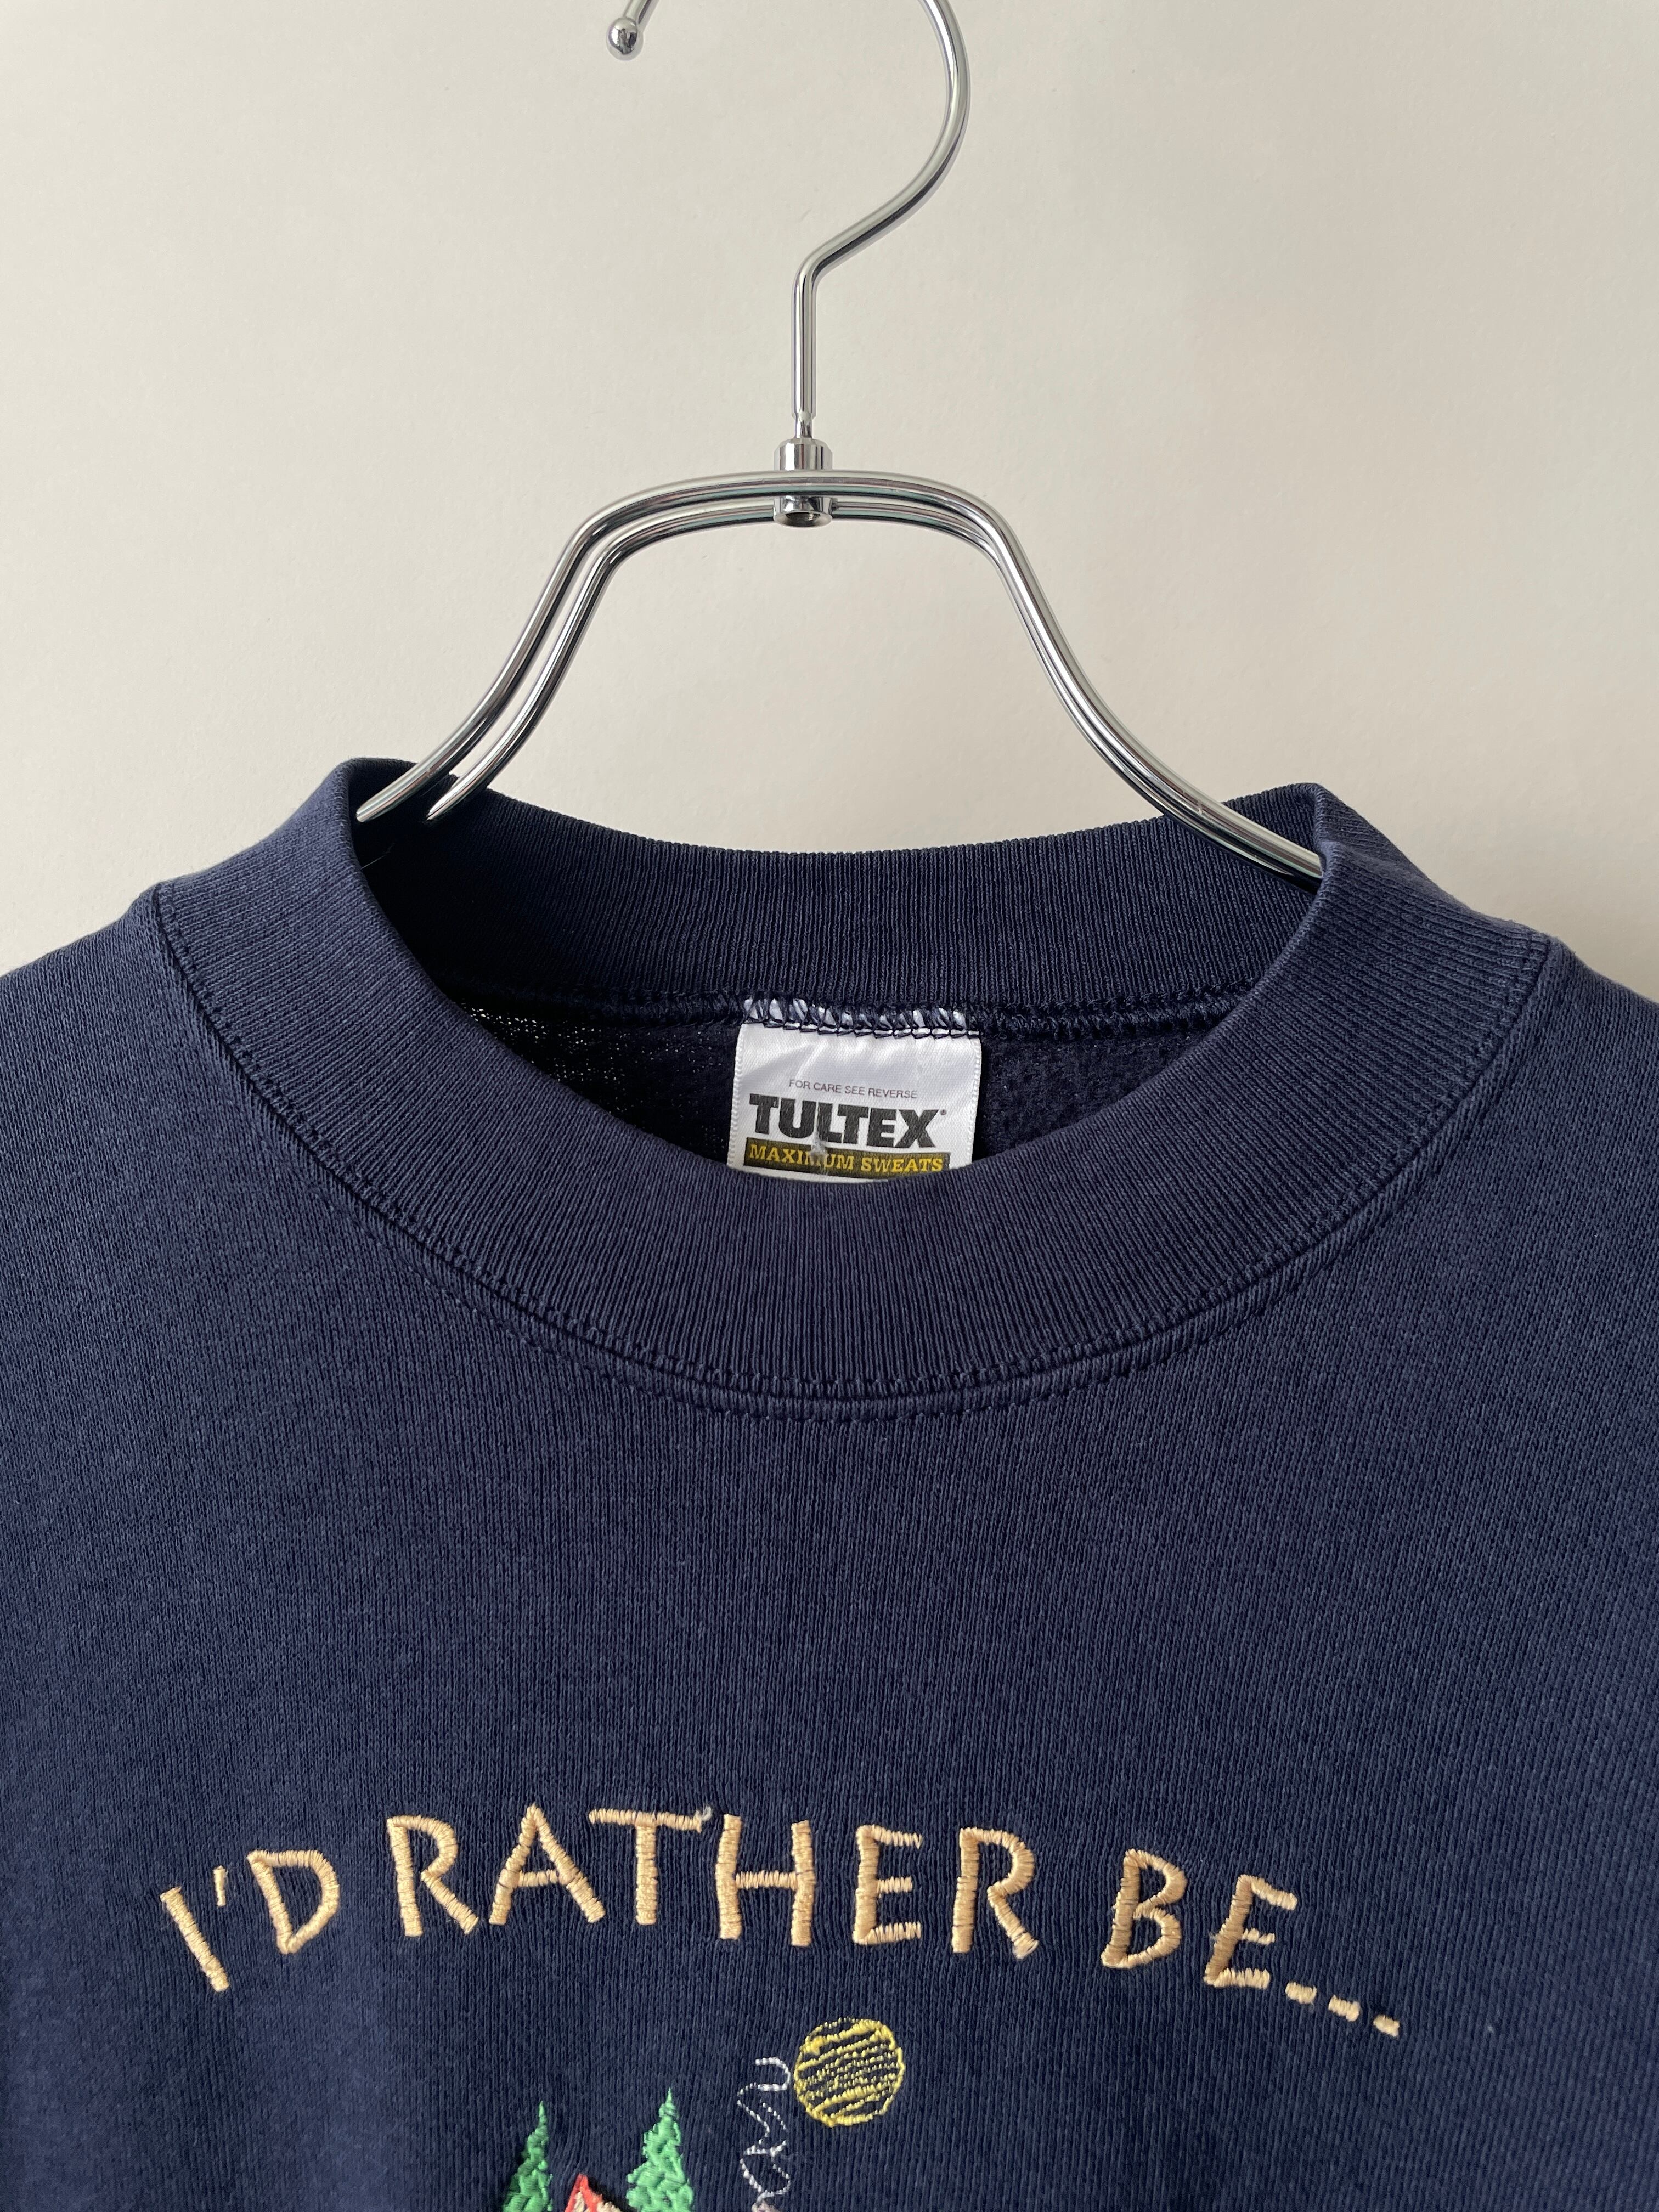 FOR CARE SEE REVERSE
TULTEX®
MAXIMUM SWEATS
I'D RATHER BE...